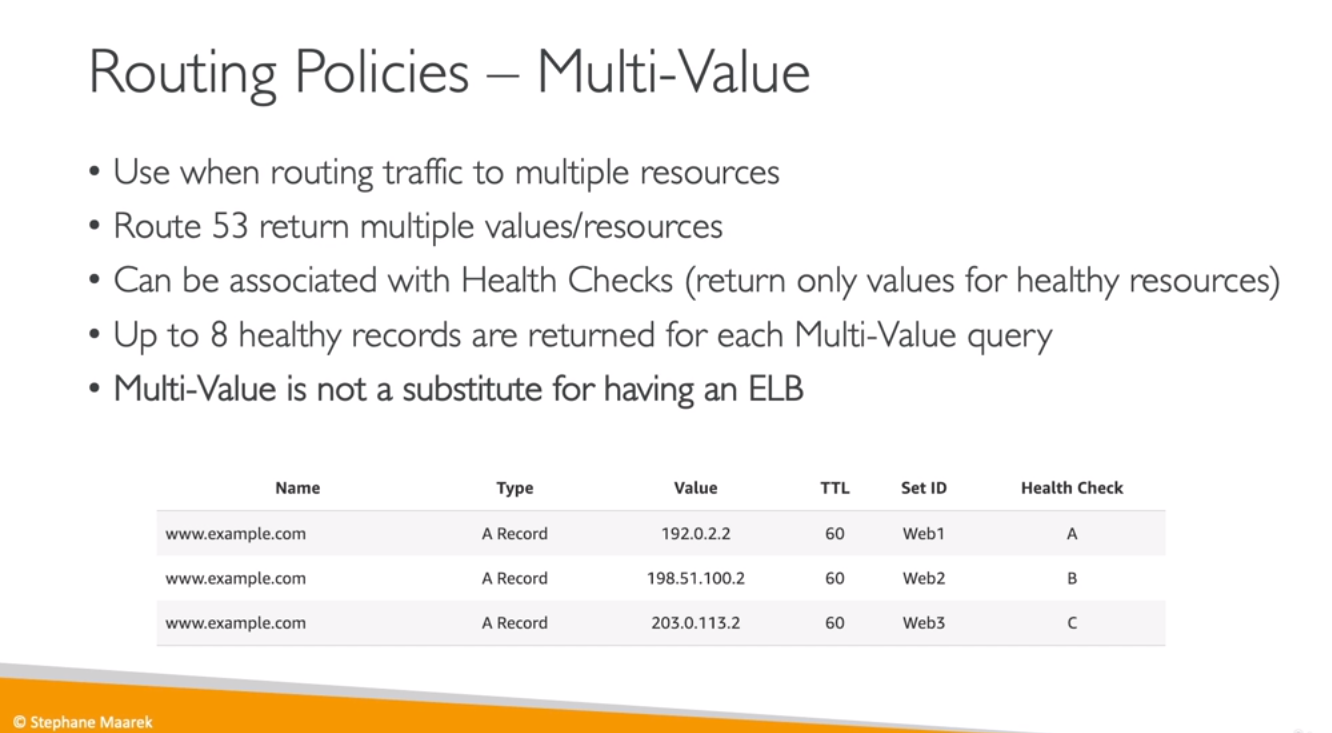 Routing Policies – Multi-Value
• Use when routing traffic to multiple resources
• Route 53 return multiple values/resources
• Can be associated with Health Checks (return only values for healthy resources)
• Up to 8 healthy records are returned for each Multi-Value query
• Multi-Value is not a substitute for having an ELB
Name Type Value TTL Set ID Health Check
www.example.com A Record 192.0.2.2 60 Web1 A
www.example.com A Record 198.51.100.2 60 Web2 B
www.example.com A Record 203.0.113.2 60 Web3 C
© Stephane Maarek